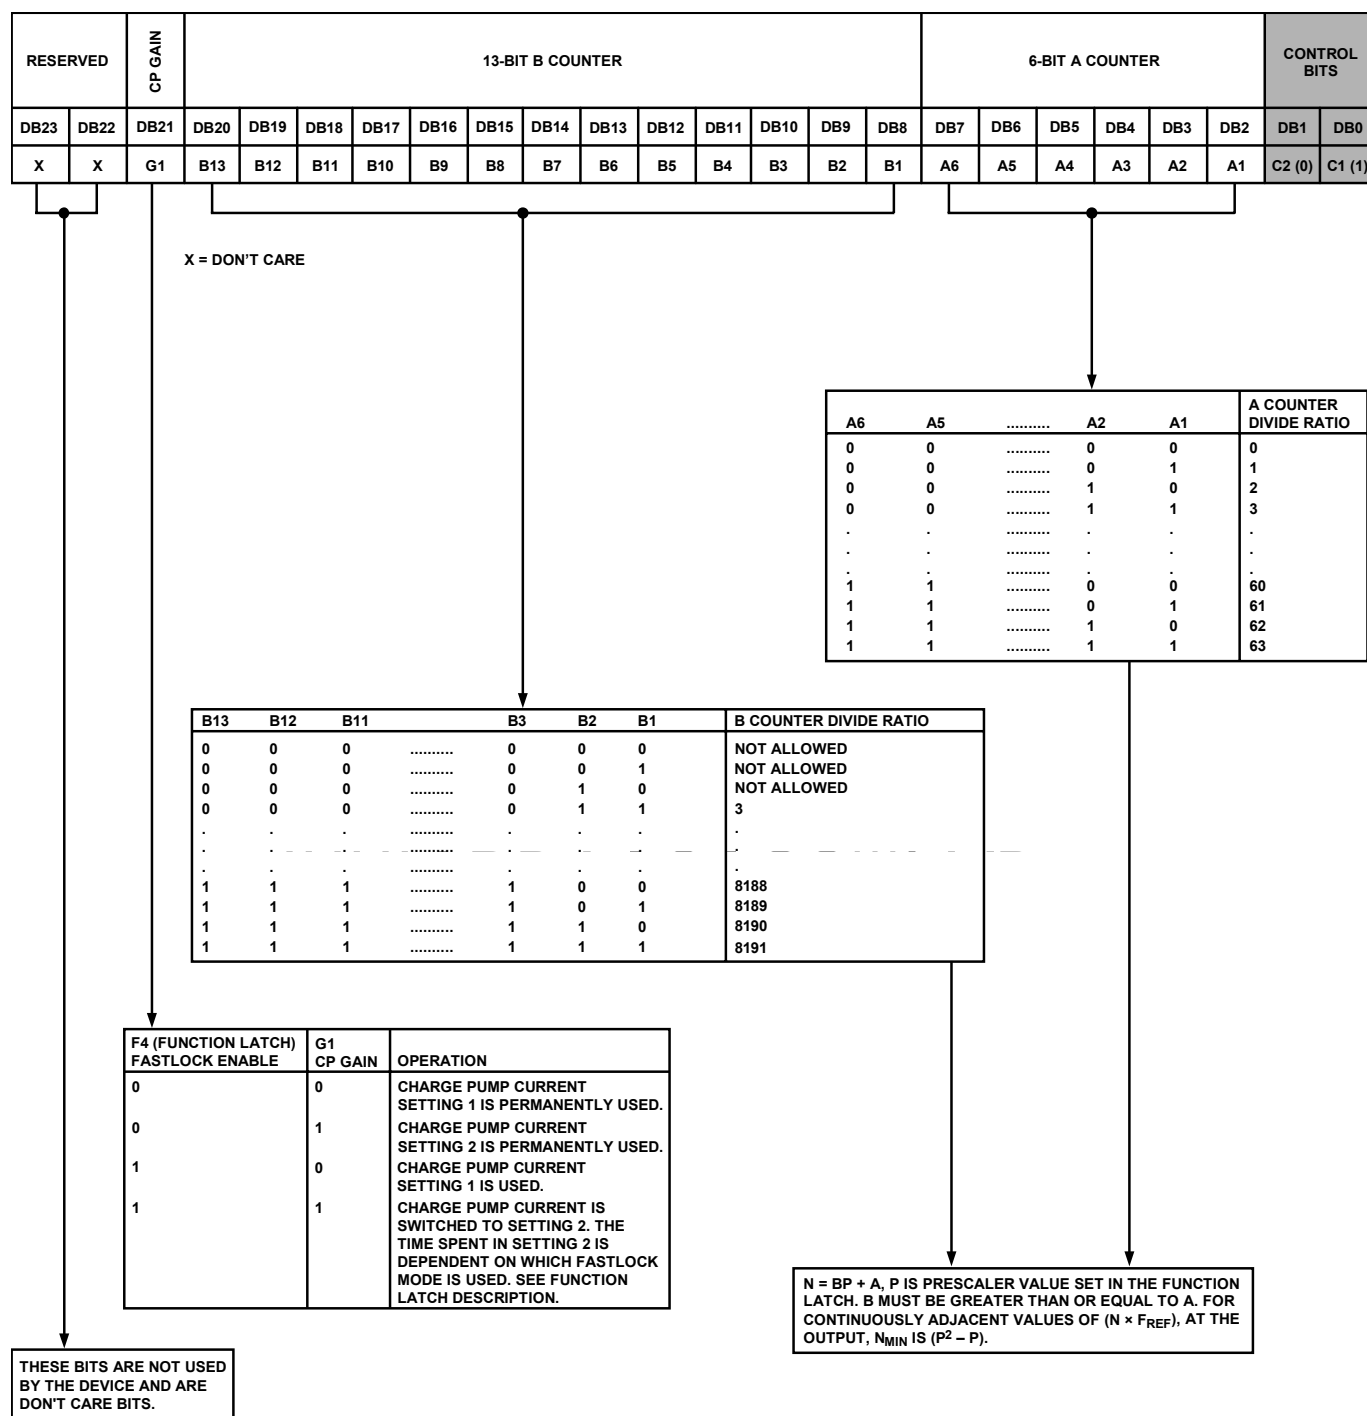 RESERVED CP GAIN 13-BIT B COUNTER 6-BIT A COUNTER CONTROL
BITS
DB23 DB22 DB21 DB20 DB19 DB18 DB17 DB16 DB15 DB14 DB13 DB12 DB11 DB10 DB9 DB8 DB7 DB6 DB5 DB4 DB3 DB2 DB1 DB0
X X G1 B13 B12 B11 B10 B9 B8 B7 B6 B5 B4 B3 B2 B1 A6 A5 A4 A3 A2 A1 C2 (0) C1 (1)
X = DON'T CARE
A COUNTER
A6 A5 .......... A2 A1 DIVIDE RATIO
0 0 .......... 0 0 0
0 0 .......... 0 1 1
0 0 .......... 1 0 2
0 0 .......... 1 1 3
. . .......... . . .
. . .......... . . .
. . .......... . . .
1 1 .......... 0 0 60
1 1 .......... 0 1 61
1 1 .......... 1 0 62
1 1 .......... 1 1 63
B13 B12 B11 B3 B2 B1 B COUNTER DIVIDE RATIO
0 0 0 .......... 0 0 0 NOT ALLOWED
0 0 0 .......... 0 0 1 NOT ALLOWED
0 0 0 .......... 0 1 0 NOT ALLOWED
0 0 0 .......... 0 1 1 3
. . . .......... . . . .
. . . .......... . . . .
. . . .......... . . . .
1 1 1 .......... 1 0 0 8188
1 1 1 .......... 1 0 1 8189
1 1 1 .......... 1 1 0 8190
1 1 1 .......... 1 1 1 8191
F4 (FUNCTION LATCH) G1
FASTLOCK ENABLE CP GAIN OPERATION
0 0 CHARGE PUMP CURRENT
SETTING 1 IS PERMANENTLY USED.
0 1 CHARGE PUMP CURRENT
SETTING 2 IS PERMANENTLY USED.
1 0 CHARGE PUMP CURRENT
SETTING 1 IS USED.
1 1 CHARGE PUMP CURRENT IS
SWITCHED TO SETTING 2. THE
TIME SPENT IN SETTING 2 IS
DEPENDENT ON WHICH FASTLOCK
MODE IS USED. SEE FUNCTION
LATCH DESCRIPTION.
N = BP + A, P IS PRESCALER VALUE SET IN THE FUNCTION
LATCH. B MUST BE GREATER THAN OR EQUAL TO A. FOR
CONTINUOUSLY ADJACENT VALUES OF (N × FREF), AT THE
OUTPUT, NMIN IS (P² – P).
THESE BITS ARE NOT USED
BY THE DEVICE AND ARE
DON'T CARE BITS.